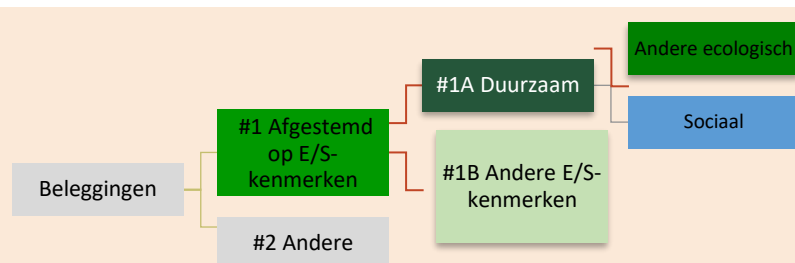 Andere ecologisch
#1A Duurzaam
Sociaal
#1 Afgestemd
op E/S-
kenmerken
#1B Andere E/S-
kenmerken
Beleggingen
#2 Andere